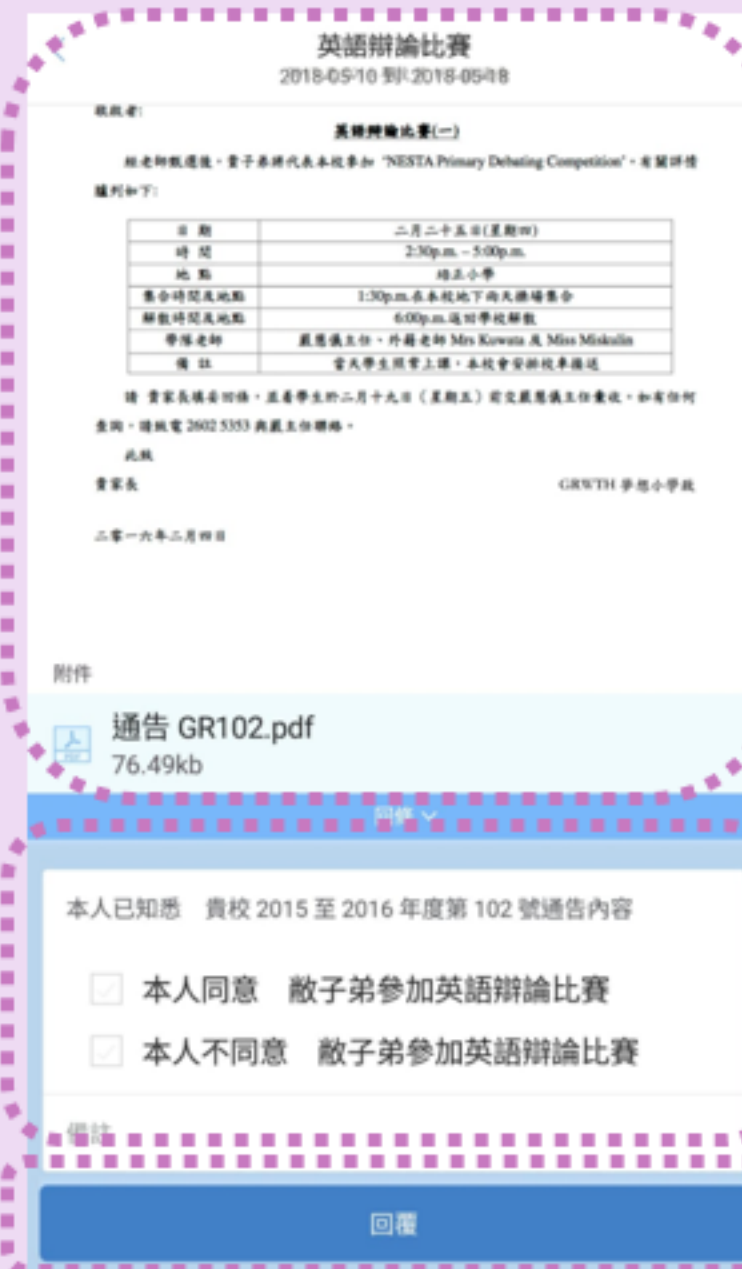 英語辯論比賽
2018-05-10 到 2018-05-18
敬啟者:
英語辯論比賽(一)
經老師甄選後,貴子弟將代表本校參加 "NESTA Primary Debating Competition",有關詳情
臚列如下:
日 期 二月二十五日(星期四)
時 間 2:30p.m. – 5:00p.m.
地 點 培正小學
集合時間及地點 1:30p.m.在本校地下雨天操場集合
解散時間及地點 6:00p.m.返回學校解散
帶隊老師 嚴慧儀主任、外籍老師 Mrs Kuwata 及 Miss Miskulin
備 註 當天學生照常上課,本校會安排校車接送
請 貴家長填妥回條,並着學生於二月十九日(星期五)前交嚴慧儀主任彙收。如有任何
查詢,請致電 2602 5353 與嚴主任聯絡。
此致
貴家長
GRWTH 夢想小學啟
二零一六年二月四日
附件
通告 GR102.pdf
76.49kb
回條
本人已知悉 貴校 2015 至 2016 年度第 102 號通告內容
本人同意 敝子弟參加英語辯論比賽
本人不同意 敝子弟參加英語辯論比賽
備註
回覆